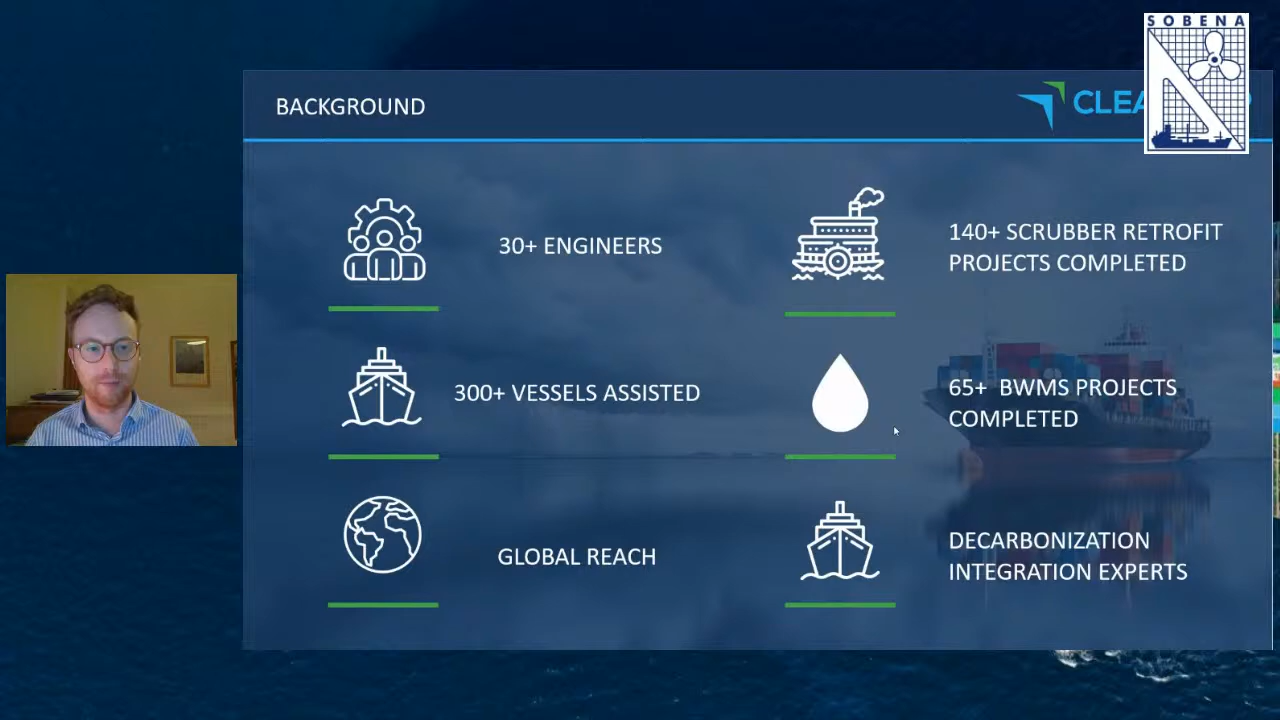 SOBENA
BACKGROUND
30+ ENGINEERS
140+ SCRUBBER RETROFIT
PROJECTS COMPLETED
300+ VESSELS ASSISTED
65+ BWMS PROJECTS
COMPLETED
GLOBAL REACH
DECARBONIZATION
INTEGRATION EXPERTS